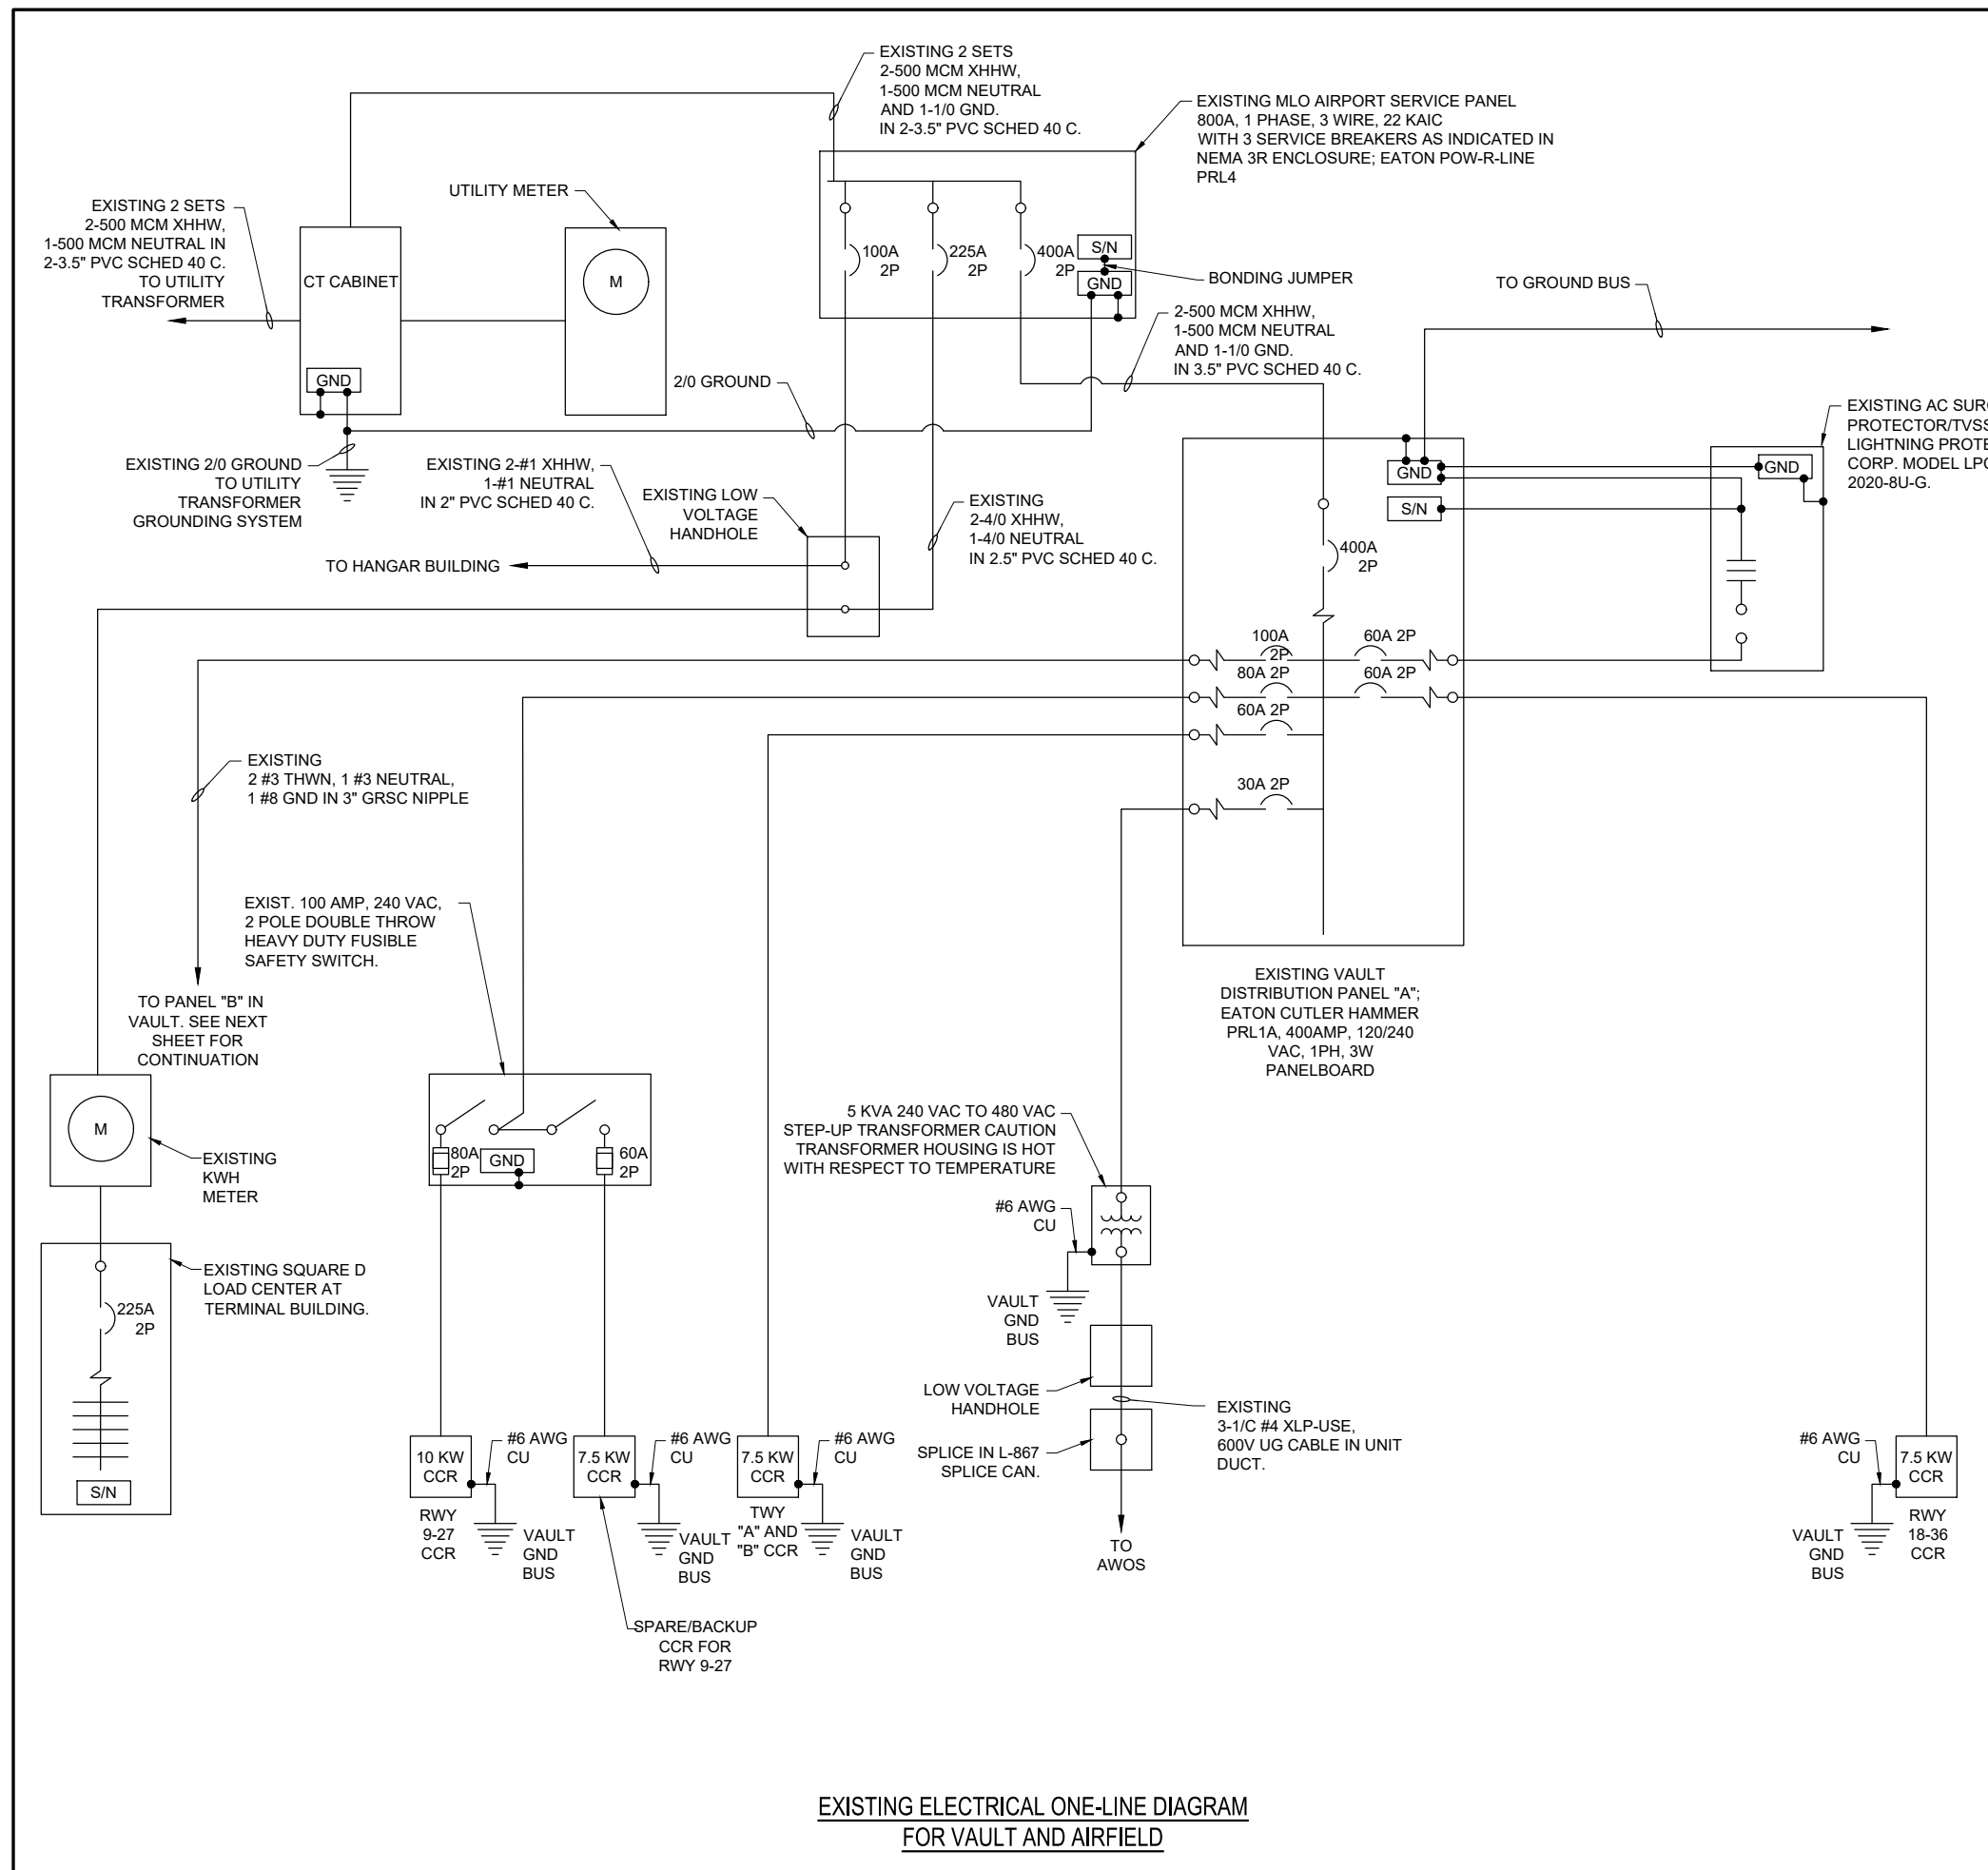 EXISTING 2 SETS
2-500 MCM XHHW,
1-500 MCM NEUTRAL
AND 1-1/0 GND.
IN 2-3.5" PVC SCHED 40 C.
EXISTING MLO AIRPORT SERVICE PANEL
800A, 1 PHASE, 3 WIRE, 22 KAIC
WITH 3 SERVICE BREAKERS AS INDICATED IN
NEMA 3R ENCLOSURE; EATON POW-R-LINE
PRL4
UTILITY METER
EXISTING 2 SETS
2-500 MCM XHHW,
1-500 MCM NEUTRAL IN
2-3.5" PVC SCHED 40 C.
TO UTILITY
TRANSFORMER
CT CABINET
GND
M
100A
2P
225A
2P
400A
2P
S/N
GND
BONDING JUMPER
TO GROUND BUS
2-500 MCM XHHW,
1-500 MCM NEUTRAL
AND 1-1/0 GND.
IN 3.5" PVC SCHED 40 C.
2/0 GROUND
EXISTING 2/0 GROUND
TO UTILITY
TRANSFORMER
GROUNDING SYSTEM
EXISTING 2-#1 XHHW,
1-#1 NEUTRAL
IN 2" PVC SCHED 40 C.
EXISTING LOW
VOLTAGE
HANDHOLE
EXISTING
2-4/0 XHHW,
1-4/0 NEUTRAL
IN 2.5" PVC SCHED 40 C.
TO HANGAR BUILDING
GND
S/N
400A
2P
EXISTING AC SUR
PROTECTOR/TVSS
LIGHTNING PROTE
CORP. MODEL LP
2020-8U-G.
GND
100A
2P
60A 2P
80A 2P
60A 2P
60A 2P
30A 2P
EXISTING
2 #3 THWN, 1 #3 NEUTRAL,
1 #8 GND IN 3" GRSC NIPPLE
EXIST. 100 AMP, 240 VAC,
2 POLE DOUBLE THROW
HEAVY DUTY FUSIBLE
SAFETY SWITCH.
TO PANEL "B" IN
VAULT. SEE NEXT
SHEET FOR
CONTINUATION
EXISTING VAULT
DISTRIBUTION PANEL "A";
EATON CUTLER HAMMER
PRL1A, 400AMP, 120/240
VAC, 1PH, 3W
PANELBOARD
M
EXISTING
KWH
METER
80A
2P
GND
60A
2P
5 KVA 240 VAC TO 480 VAC
STEP-UP TRANSFORMER CAUTION
TRANSFORMER HOUSING IS HOT
WITH RESPECT TO TEMPERATURE
#6 AWG
CU
VAULT
GND
BUS
EXISTING SQUARE D
LOAD CENTER AT
TERMINAL BUILDING.
225A
2P
S/N
LOW VOLTAGE
HANDHOLE
EXISTING
3-1/C #4 XLP-USE,
600V UG CABLE IN UNIT
DUCT.
SPLICE IN L-867
SPLICE CAN.
TO
AWOS
10 KW
CCR
#6 AWG
CU
RWY
9-27
CCR
VAULT
GND
BUS
7.5 KW
CCR
#6 AWG
CU
VAULT
GND
BUS
SPARE/BACKUP
CCR FOR
RWY 9-27
7.5 KW
CCR
#6 AWG
CU
TWY
"A" AND
"B" CCR
VAULT
GND
BUS
#6 AWG
CU
7.5 KW
CCR
VAULT
GND
BUS
RWY
18-36
CCR
EXISTING ELECTRICAL ONE-LINE DIAGRAM
FOR VAULT AND AIRFIELD